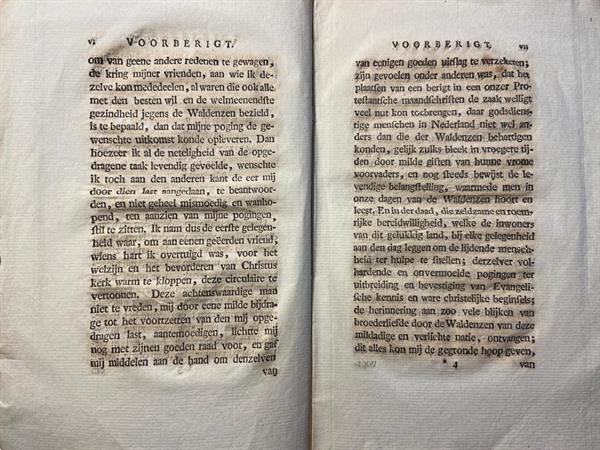 vi VOORBERIGT.
om van geene andere redenen te gewagen,
de kring mijner vrienden, aan wie ik de-
zelve kon mededeelen, al waren die ook alle
met den besten wil en de welmeenendste
gezindheid jegens de Waldenzen bezield,
is te bepaald, dan dat mijne poging de ge-
wenschte uitkomst konde opleveren. Dan
hoezeer ik al de neteligheid van de opge-
dragene taak levendig gevoelde, wenschte
ik toch aan den anderen kant de eer mij
door dien last aangedaan, te beantwoor-
den, en niet geheel mismoedig en wanho-
pend, ten aanzien van mijne pogingen,
stil te zitten. Ik nam dus de eerste gelegen-
heid waar, om aan eenen geëerden vriend,
wiens hart ik overtuigd was, voor het
welzijn en het bevorderen van Christus
kerk warm te kloppen, deze circulaire te
vertoonen. Deze achtenswaardige man
niet te vreden, mij door eene milde bijdra-
ge tot het voortzetten van den mij opge-
dragen last, aantemoedigen, lichtte mij
nog met zijnen goeden raad voor, en gaf
mij middelen aan de hand om denzelven
van
VOORBERIGT. vii
van eenigen goeden uitslag te verzekeren;
zijn gevoelen onder anderen was, dat het
plaatsen van een berigt in een onzer Pro-
testantsche maandschriften de zaak welligt
veel nut kon toebrengen, daar godsdien-
stige menschen in Nederland niet wel an-
ders dan die der Waldenzen behartigen
konden, gelijk zulks bleek in vroegere tij-
den door milde giften van hunne vrome
voorvaders, en nog steeds bewijst de le-
vendige belangstelling, waarmede men in
onze dagen van de Waldenzen hoort en
leest. En in der daad, die zeldzame en roem-
rijke bereidwilligheid, welke de inwoners
van dit gelukkig land, bij elke gelegenheid
aan den dag leggen om de lijdende mensch-
heid ter hulpe te snellen; derzelver vol-
hardende en onvermoeide pogingen ter
uitbreiding en bevestiging van Evangeli-
sche kennis en ware christelijke beginsels;
de herinnering aan zoo vele blijken van
broederliefde door de Waldenzen van deze
mildadige en verlichte natie, ontvangen;
dit alles kon mij de gegronde hoop geven,
* 4 van